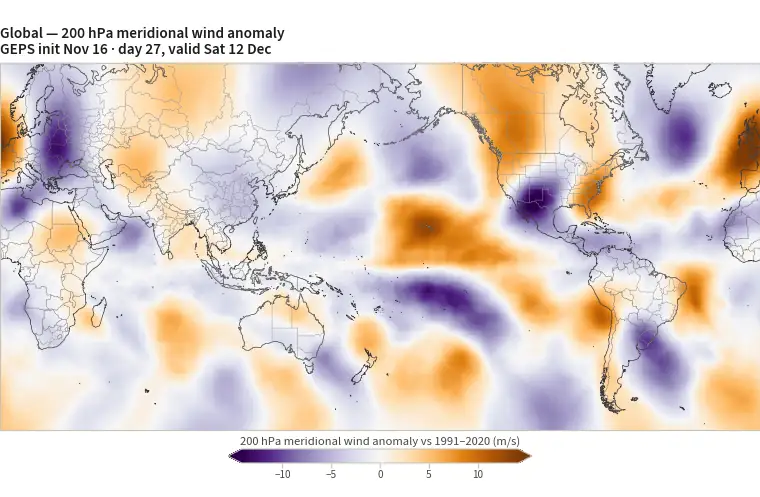 Global — 200 hPa meridional wind anomaly
GEPS init Nov 16 · day 27, valid Sat 12 Dec
200 hPa meridional wind anomaly vs 1991–2020 (m/s)
−10 −5 0 5 10